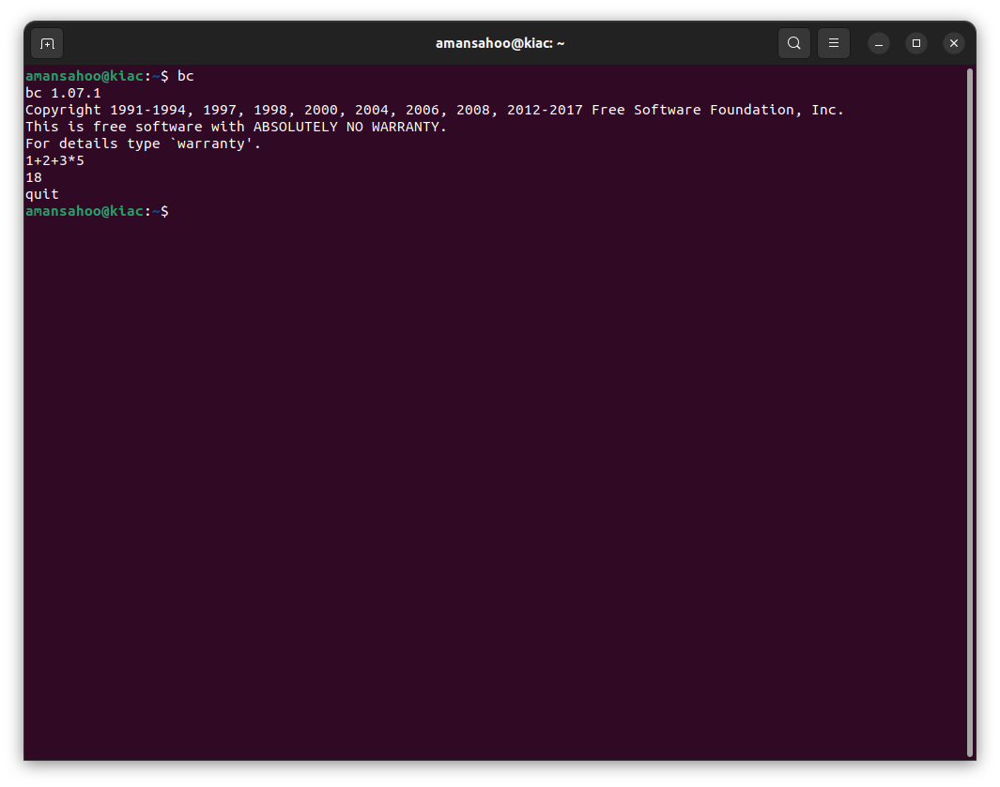 amansahoo@kiac: ~
amansahoo@kiac:~$ bc
bc 1.07.1
Copyright 1991-1994, 1997, 1998, 2000, 2004, 2006, 2008, 2012-2017 Free Software Foundation, Inc.
This is free software with ABSOLUTELY NO WARRANTY.
For details type `warranty'.
1+2+3*5
18
quit
amansahoo@kiac:~$